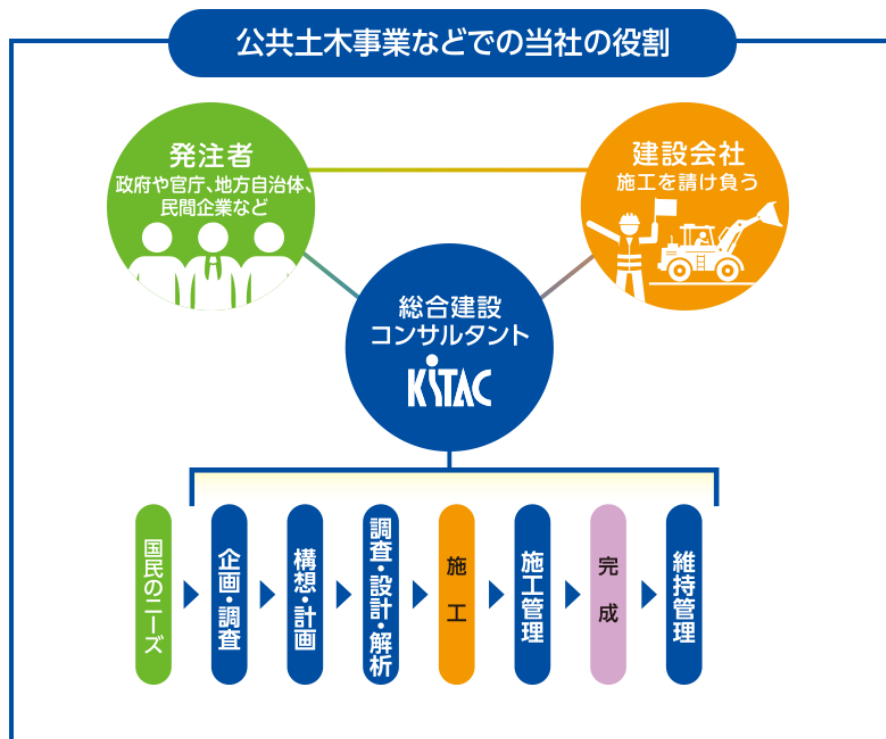 公共土木事業などでの当社の役割
発注者
政府や官庁、地方自治体、
民間企業など
建設会社
施工を請け負う
総合建設
コンサルタント
KITAC
国民のニーズ
企画・調査
構想・計画
調査・設計・解析
施工
施工管理
完成
維持管理